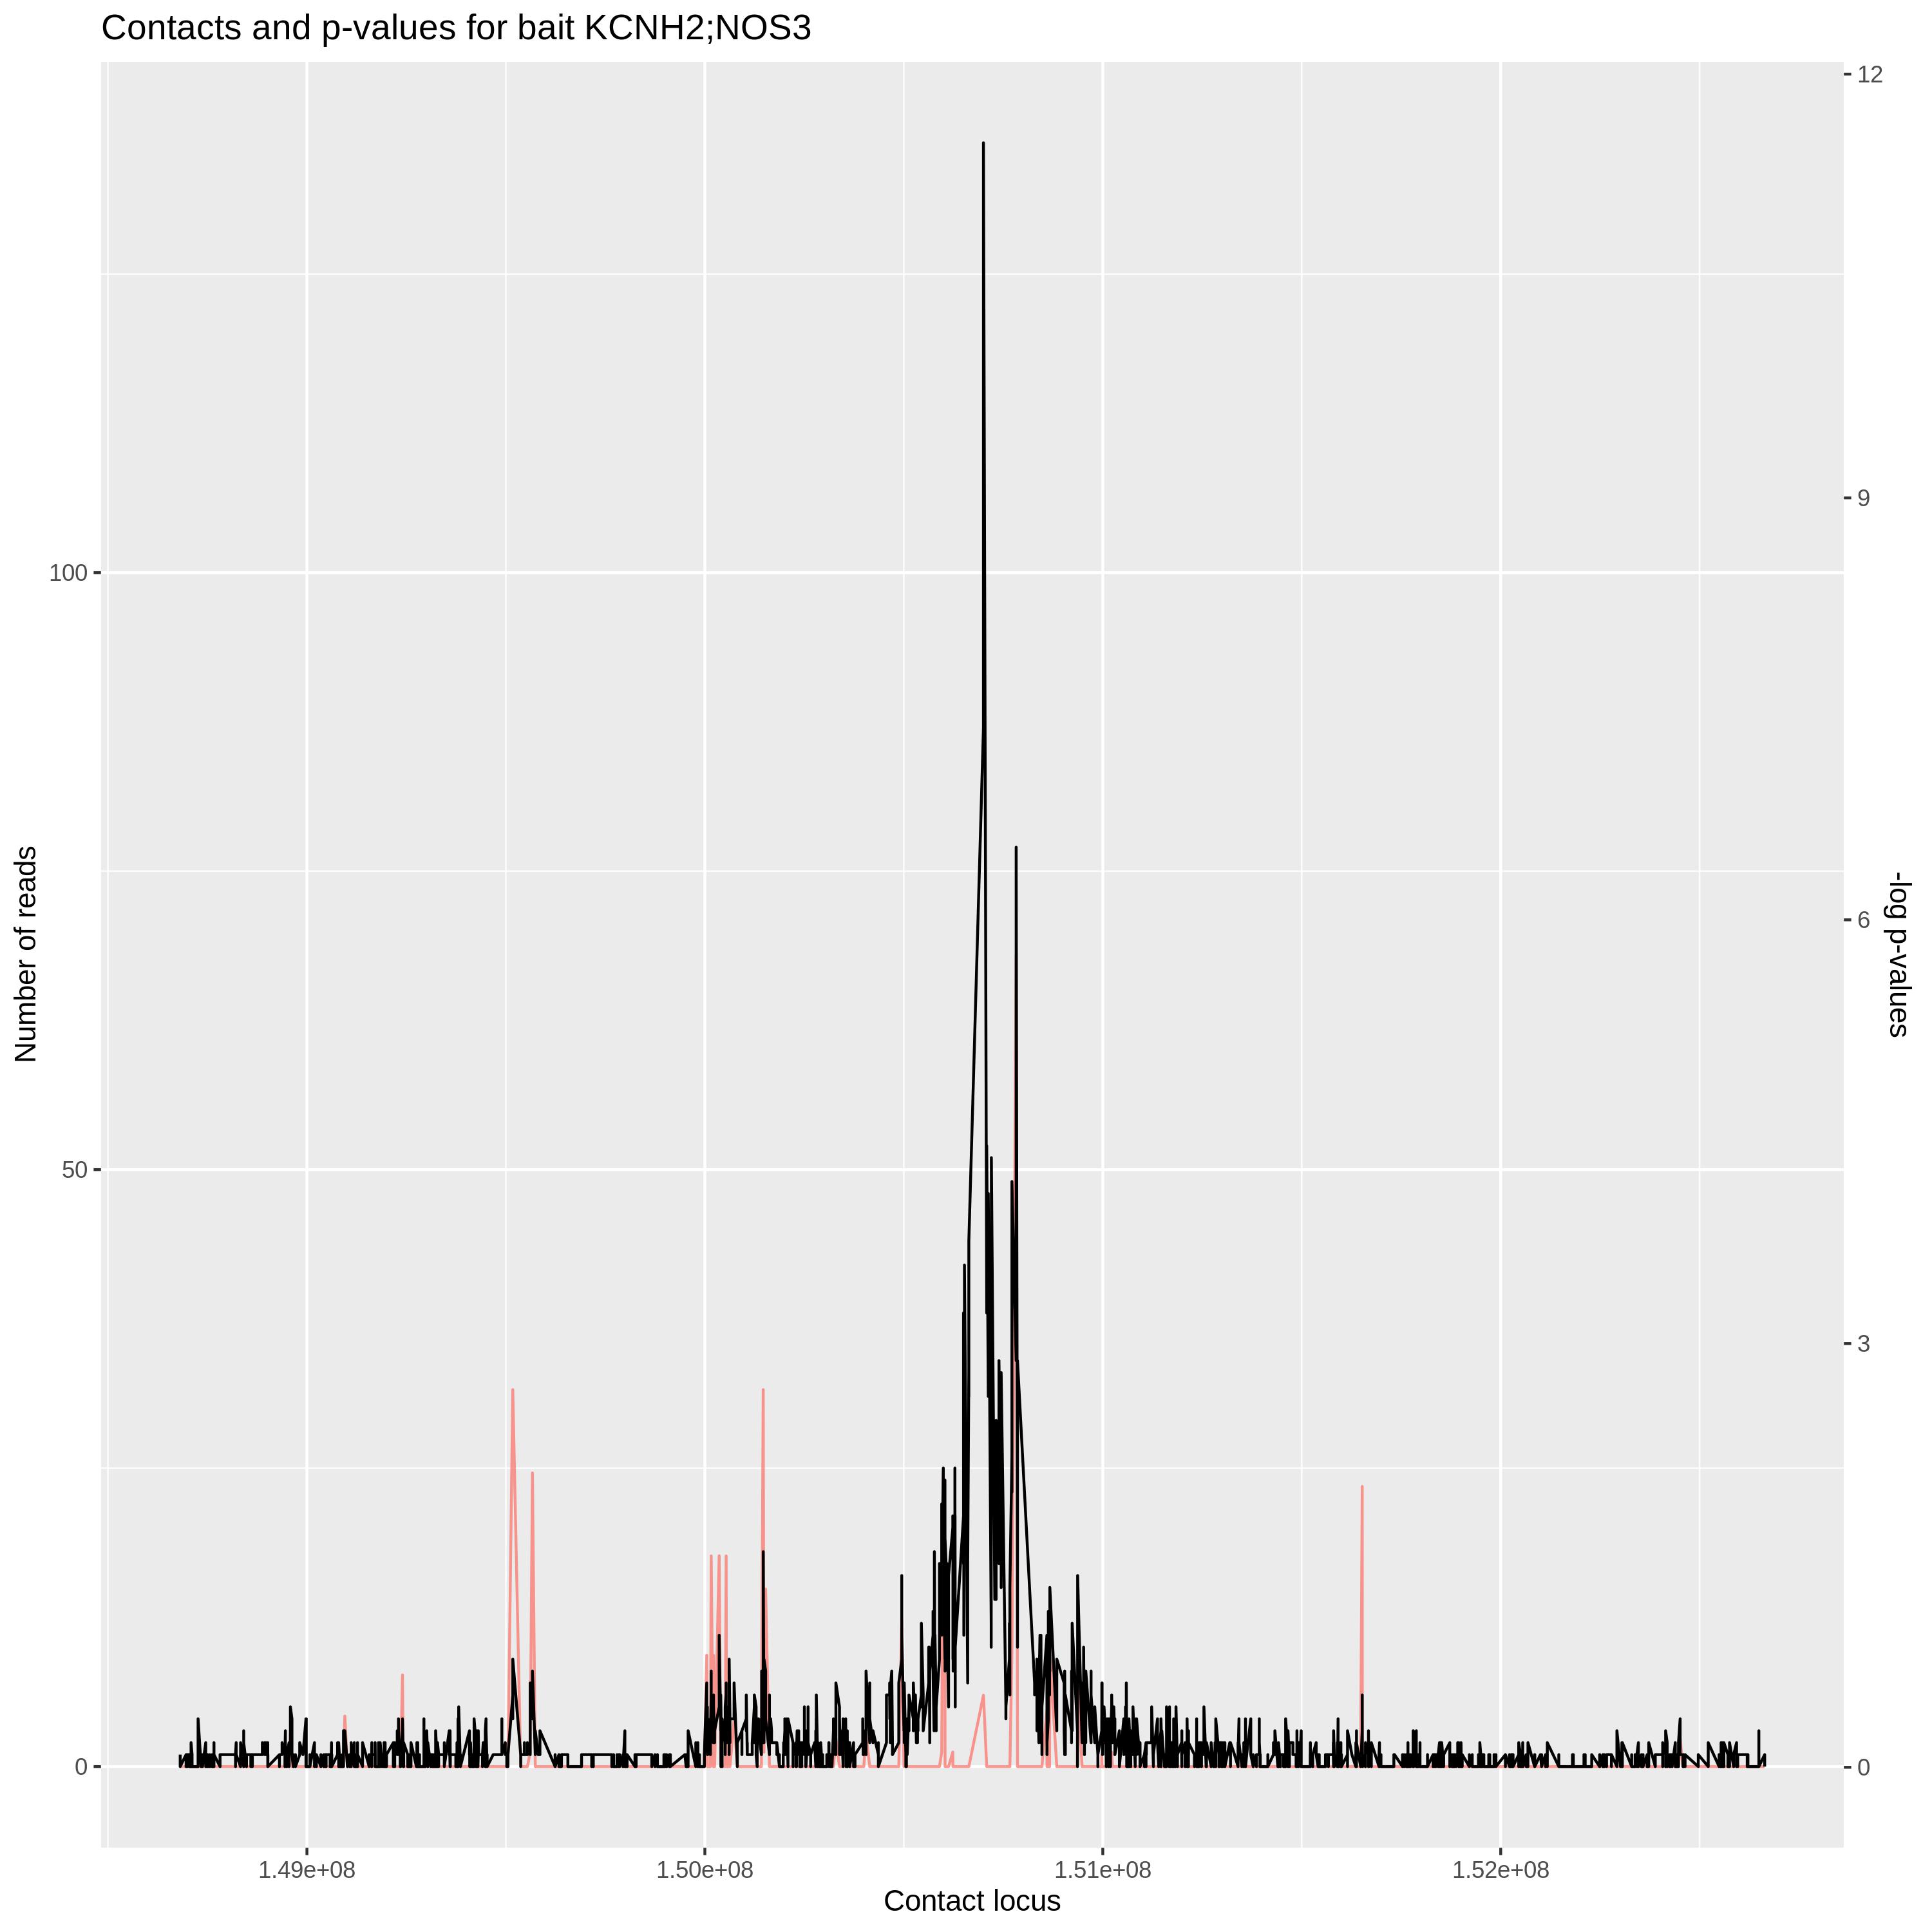 Contacts and p-values for bait KCNH2;NOS3
12
9
6
3
0
-log p-values
100
50
0
Number of reads
1.49e+08
1.50e+08
1.51e+08
1.52e+08
Contact locus